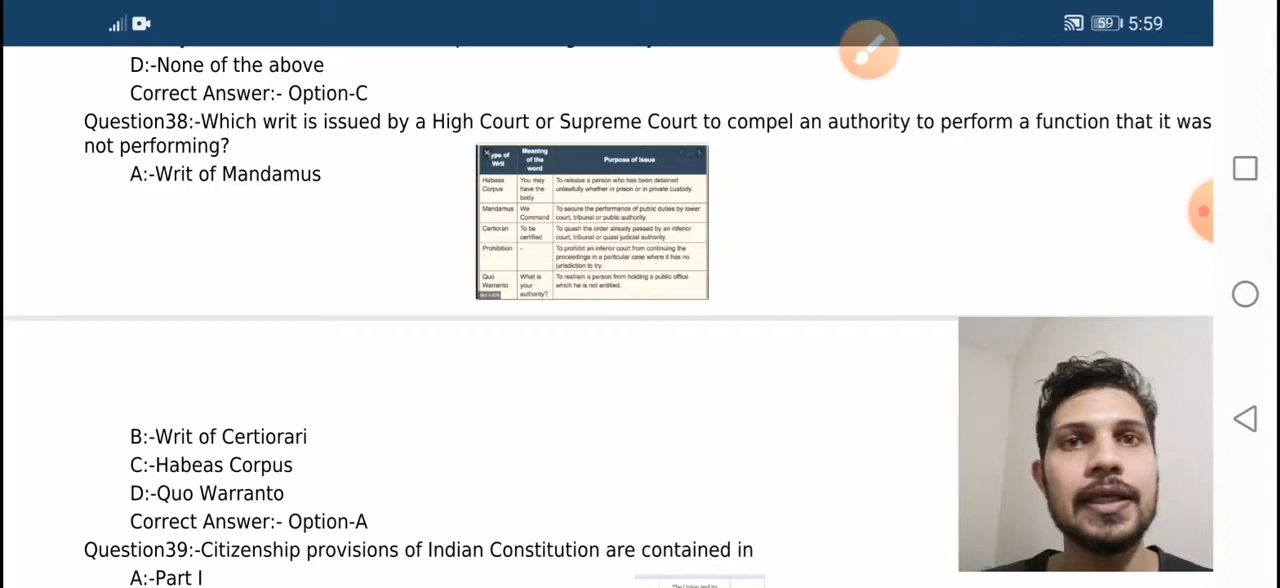 59 5:59
D:-None of the above
Correct Answer:- Option-C
Question38:-Which writ is issued by a High Court or Supreme Court to compel an authority to perform a function that it was
not performing?
A:-Writ of Mandamus
ype of Writ Meaning of the word Purpose of issue
Habeas Corpus You may have the body To release a person who has been detained unlawfully whether in prison or in private custody.
Mandamus We Command To secure the performance of public duties by lower court, tribunal or public authority.
Certiorari To be certified To quash the order already passed by an inferior court, tribunal or quasi judicial authority.
Prohibition - To prohibit an inferior court from continuing the proceedings in a particular case where it has no jurisdiction to try.
Quo Warranto What is your authority? To restrain a person from holding a public office which he is not entitled.
B:-Writ of Certiorari
C:-Habeas Corpus
D:-Quo Warranto
Correct Answer:- Option-A
Question39:-Citizenship provisions of Indian Constitution are contained in
A:-Part I
The Union and its